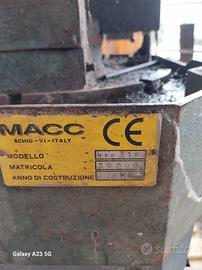 MACC CE
SCHIO - VI - ITALY
MODELLO
MATRICOLA
ANNO DI COSTRUZIONE
Galaxy A23 5G
subito